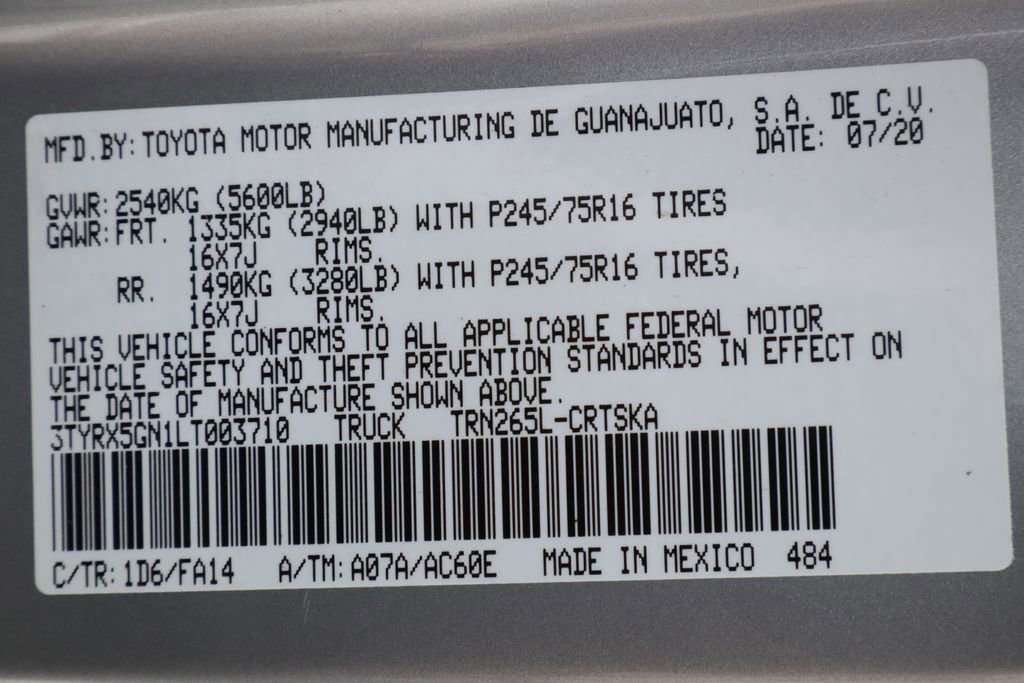 MFD.BY: TOYOTA MOTOR MANUFACTURING DE GUANAJUATO, S.A. DE C.V.
DATE: 07/20
GVWR: 2540KG (5600LB)
GAWR: FRT. 1335KG (2940LB) WITH P245/75R16 TIRES
16X7J RIMS.
RR. 1490KG (3280LB) WITH P245/75R16 TIRES,
16X7J RIMS.
THIS VEHICLE CONFORMS TO ALL APPLICABLE FEDERAL MOTOR
VEHICLE SAFETY AND THEFT PREVENTION STANDARDS IN EFFECT ON
THE DATE OF MANUFACTURE SHOWN ABOVE.
3TYRX5GN1LT003710 TRUCK TRN265L-CRTSKA
C/TR: 1D6/FA14 A/TM: A07A/AC60E MADE IN MEXICO 484